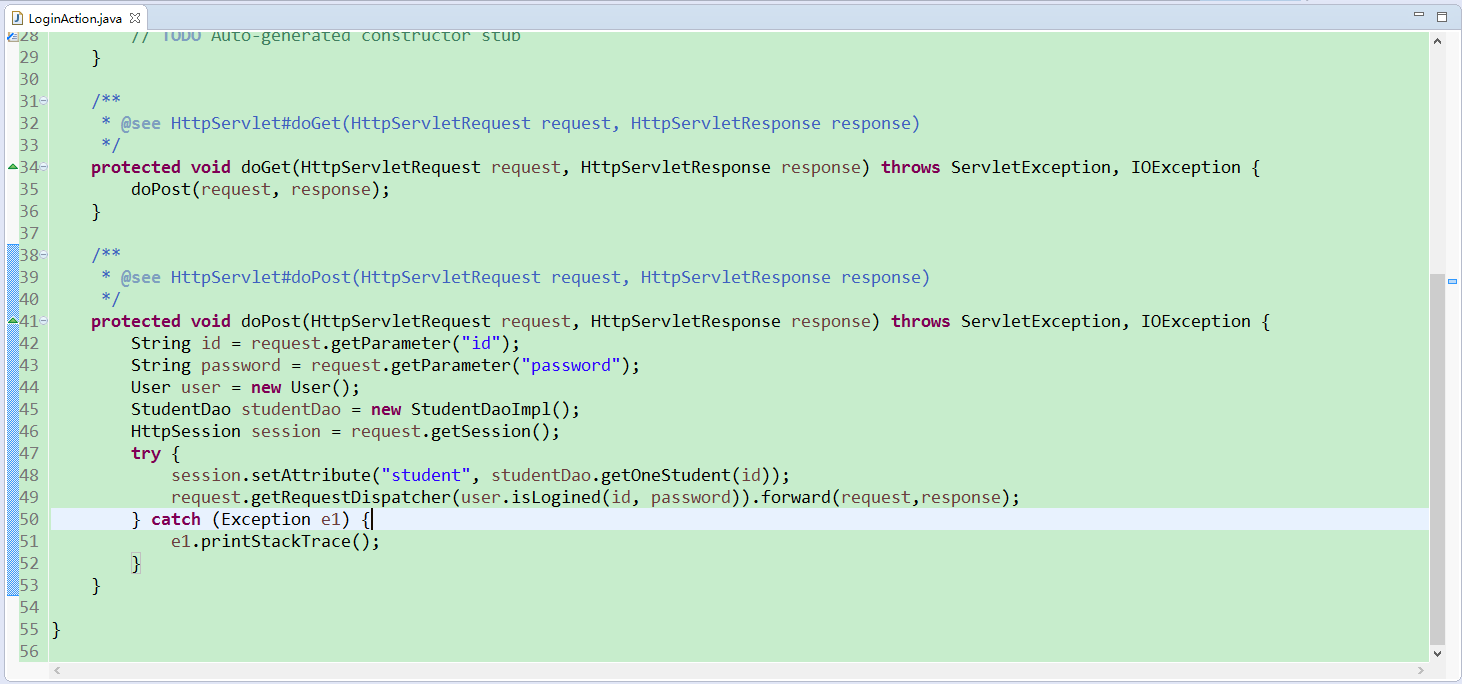 LoginAction.java
28 // TODO Auto-generated constructor stub
29 }
30
31 /**
32 * @see HttpServlet#doGet(HttpServletRequest request, HttpServletResponse response)
33 */
34 protected void doGet(HttpServletRequest request, HttpServletResponse response) throws ServletException, IOException {
35 doPost(request, response);
36 }
37
38 /**
39 * @see HttpServlet#doPost(HttpServletRequest request, HttpServletResponse response)
40 */
41 protected void doPost(HttpServletRequest request, HttpServletResponse response) throws ServletException, IOException {
42 String id = request.getParameter("id");
43 String password = request.getParameter("password");
44 User user = new User();
45 StudentDao studentDao = new StudentDaoImpl();
46 HttpSession session = request.getSession();
47 try {
48 session.setAttribute("student", studentDao.getOneStudent(id));
49 request.getRequestDispatcher(user.isLogined(id, password)).forward(request,response);
50 } catch (Exception e1) {
51 e1.printStackTrace();
52 }
53 }
54
55 }
56